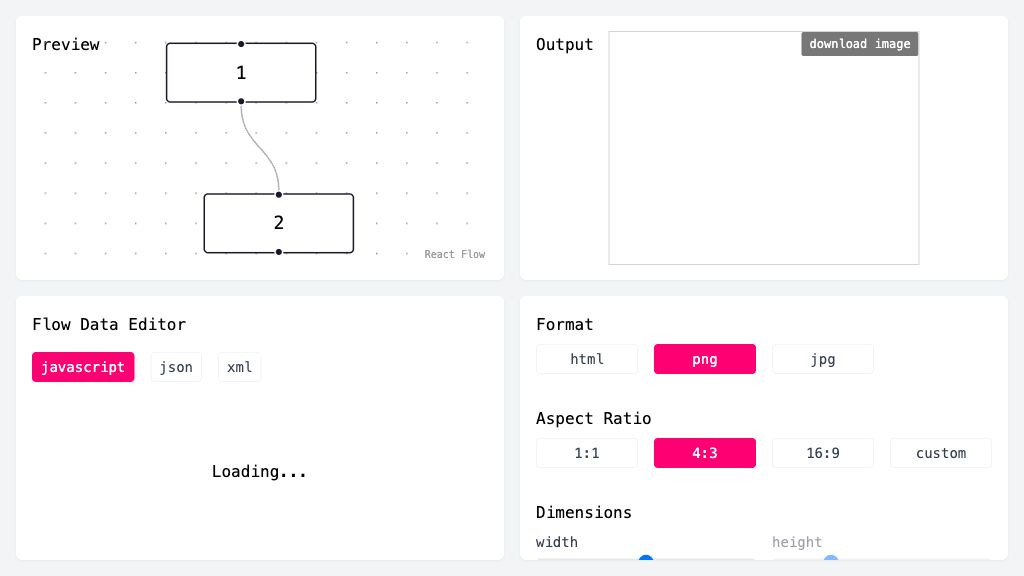 Preview
1
2
React Flow
Output
download image
Flow Data Editor
javascript json xml
Loading...
Format
html png jpg
Aspect Ratio
1:1 4:3 16:9 custom
Dimensions
width height